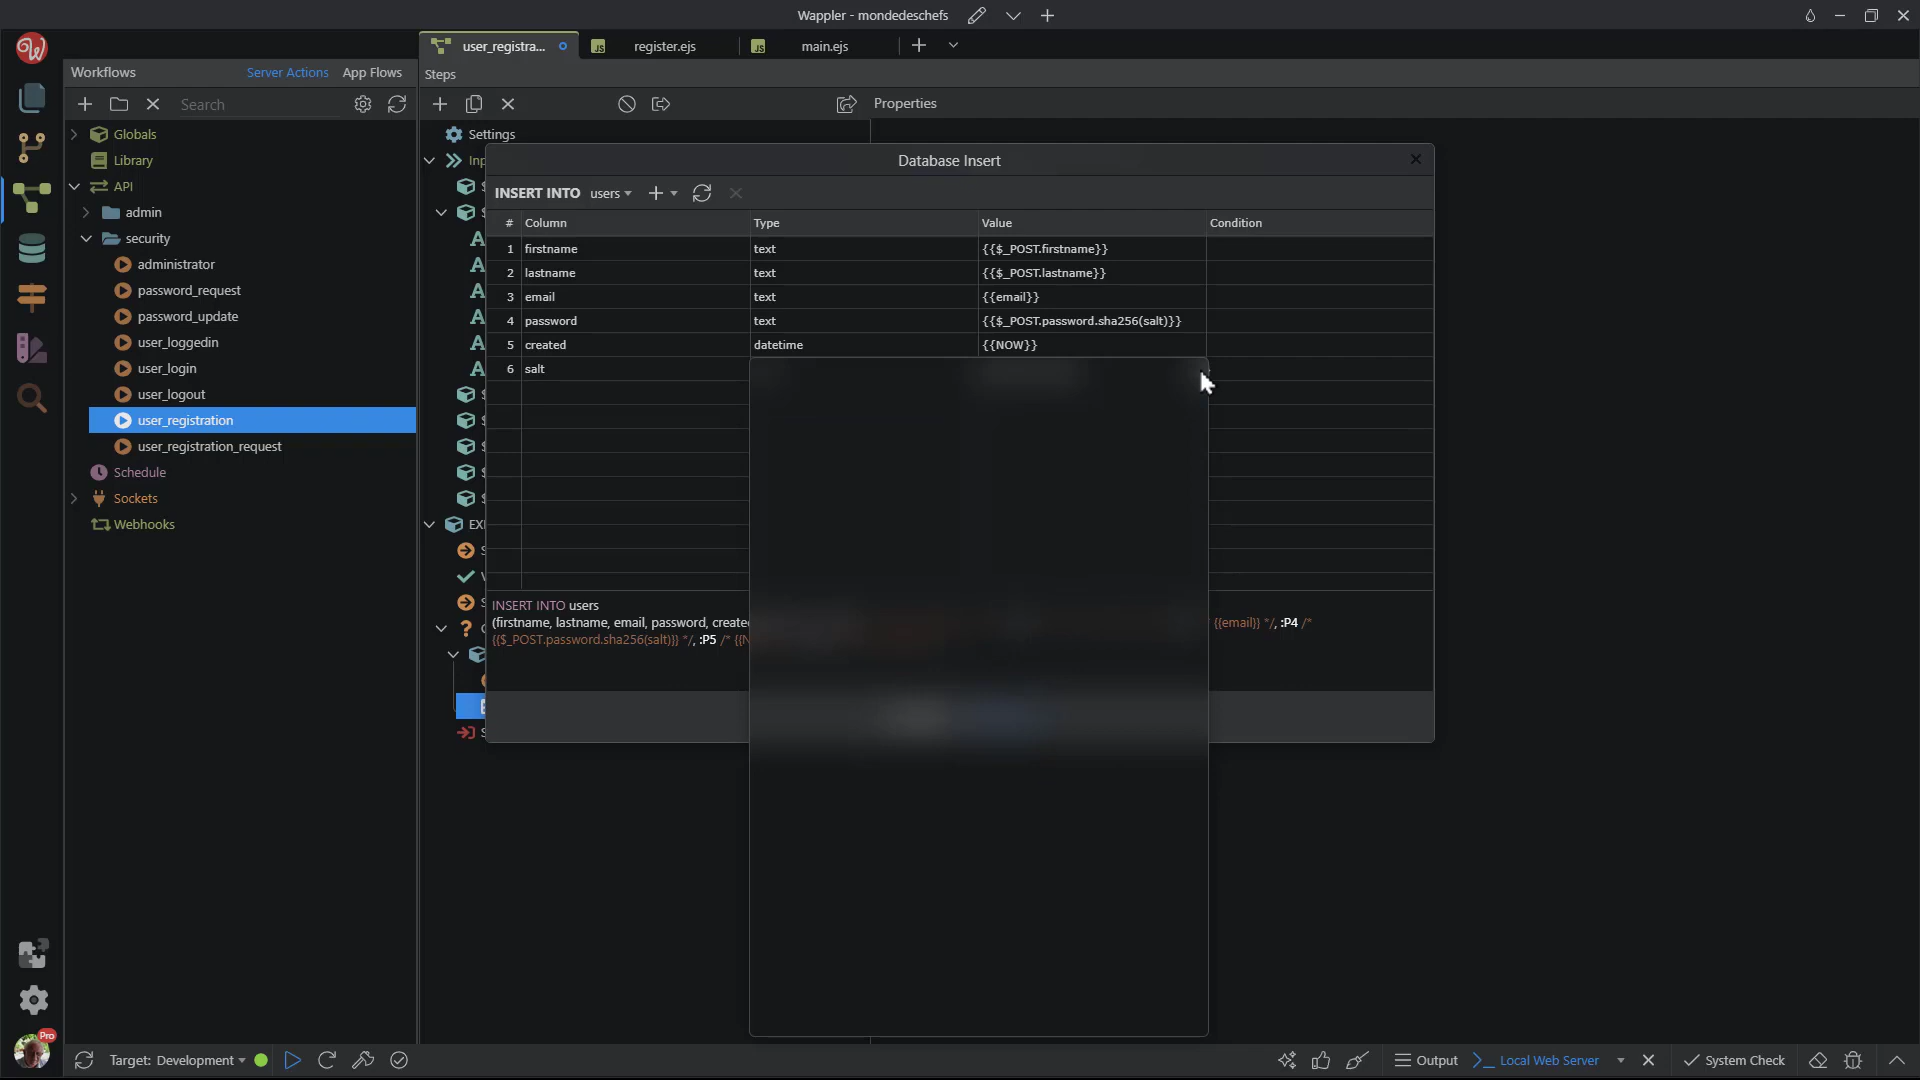 Wappler - mondedeschefs
user_registra...
register.ejs
main.ejs
Workflows
Server Actions
App Flows
Steps
Search
Properties
Globals
Library
API
admin
security
administrator
password_request
password_update
user_loggedin
user_login
user_logout
user_registration
user_registration_request
Schedule
Sockets
Webhooks
Settings
Inp
EX
Database Insert
INSERT INTO users
# Column Type Value Condition
1 firstname text {{$_POST.firstname}}
2 lastname text {{$_POST.lastname}}
3 email text {{email}}
4 password text {{$_POST.password.sha256(salt)}}
5 created datetime {{NOW}}
6 salt
INSERT INTO users
(firstname, lastname, email, password, create {{email}} */, :P4 /*
{{$_POST.password.sha256(salt)}} */, :P5 /* {{N
Pro
Target: Development
Output
Local Web Server
System Check